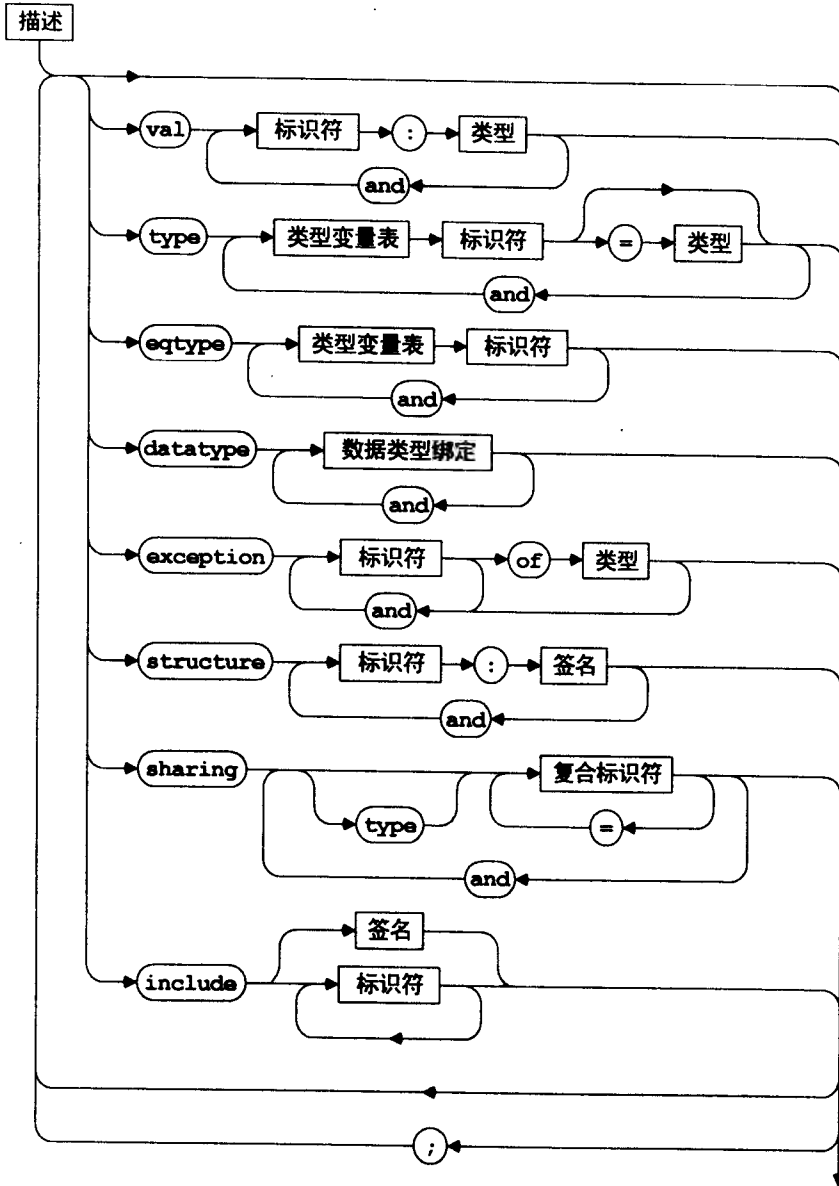 描述
val 标识符 : 类型
and
type 类型变量表 标识符 = 类型
and
eqtype 类型变量表 标识符
and
datatype 数据类型绑定
and
exception 标识符 of 类型
and
structure 标识符 : 签名
and
sharing 复合标识符
type =
and
签名
include 标识符
;